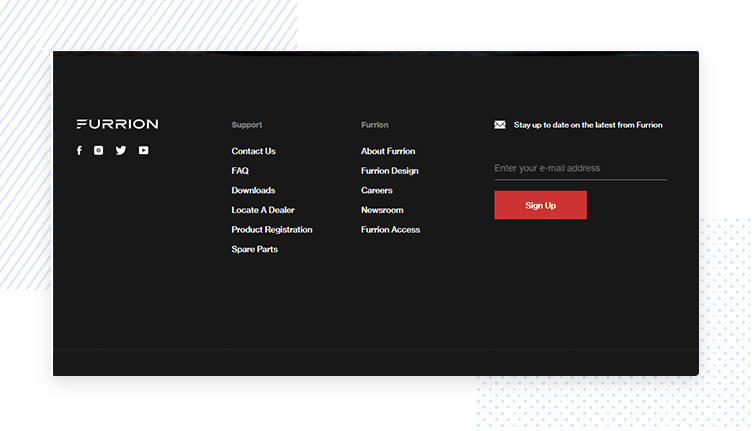 FURRION
Support
Contact Us
FAQ
Downloads
Locate A Dealer
Product Registration
Spare Parts
Furrion
About Furrion
Furrion Design
Careers
Newsroom
Furrion Access
Stay up to date on the latest from Furrion
Enter your e-mail address
Sign Up